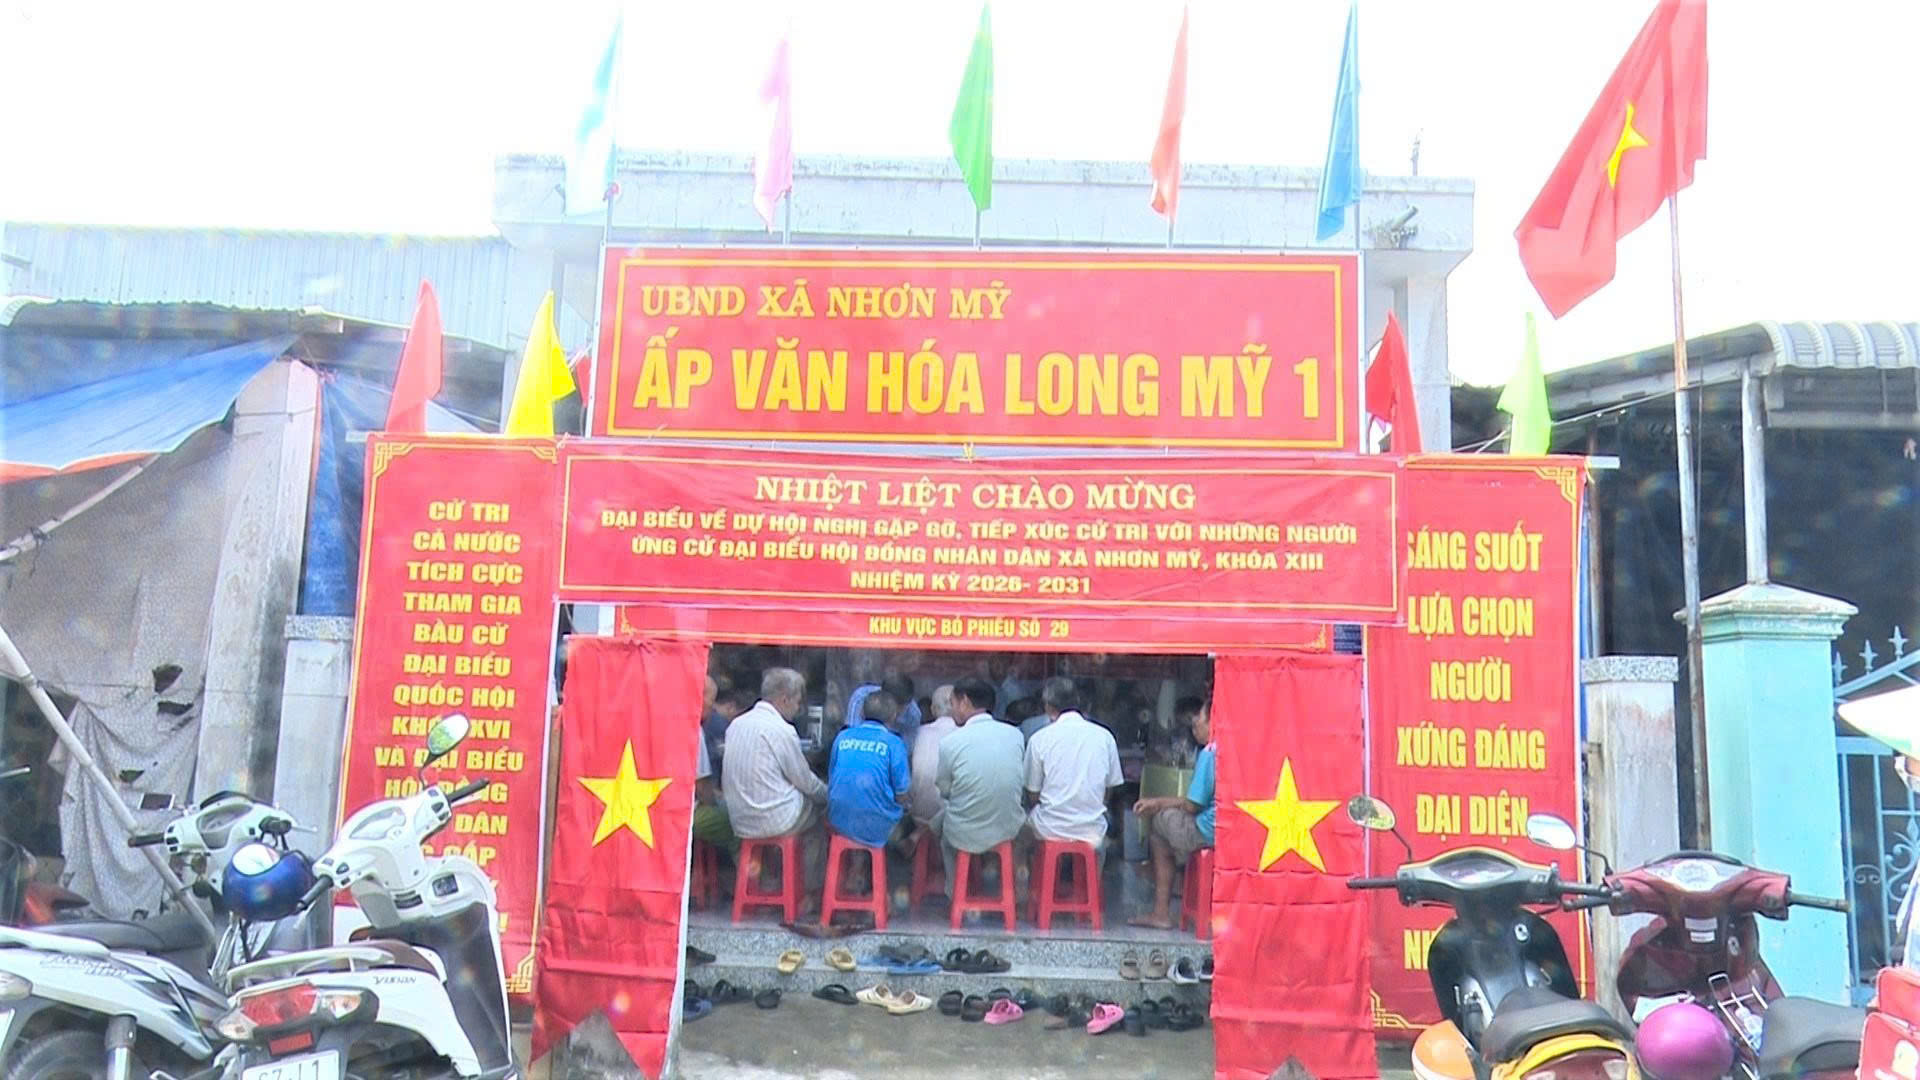 UBND XÃ NHƠN MỸ
ẤP VĂN HÓA LONG MỸ 1
NHIỆT LIỆT CHÀO MỪNG
ĐẠI BIỂU VỀ DỰ HỘI NGHỊ GẶP GỠ, TIẾP XÚC CỬ TRI VỚI NHỮNG NGƯỜI
ỨNG CỬ ĐẠI BIỂU HỘI ĐỒNG NHÂN DÂN XÃ NHƠN MỸ, KHÓA XIII
NHIỆM KỲ 2026- 2031
KHU VỰC BỎ PHIẾU SỐ 29
CỬ TRI
CẢ NƯỚC
TÍCH CỰC
THAM GIA
BẦU CỬ
ĐẠI BIỂU
QUỐC HỘI
XVI
VÀ ĐẠI BIỂU
DÂN
CẤP
SÁNG SUỐT
LỰA CHỌN
NGƯỜI
XỨNG ĐÁNG
ĐẠI DIỆN
COFFEE F5
VISION